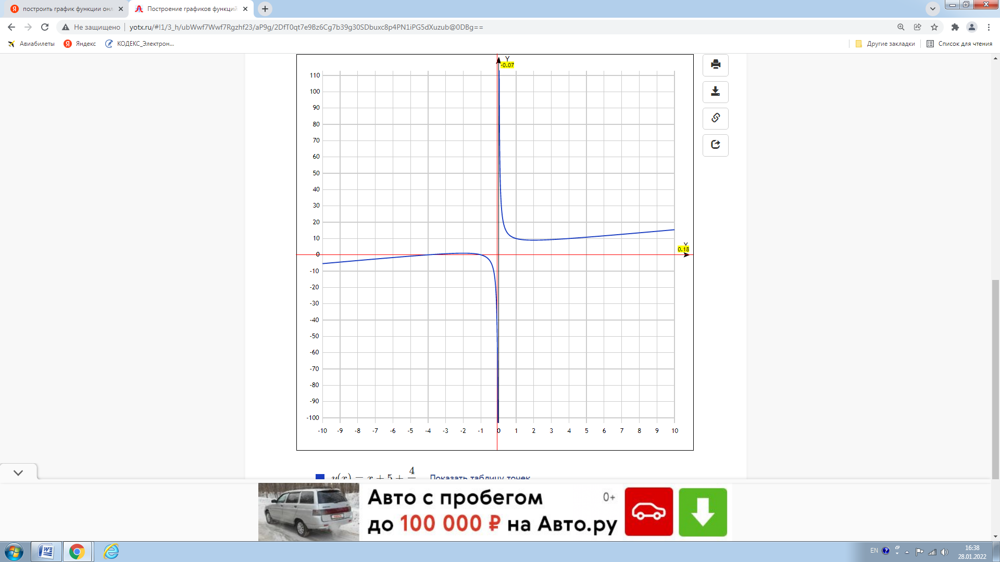 построить график функции онл
Построение графиков функций
Не защищено
yotx.ru/#!1/3_h/ubWwf7Wwf7Rgzhf23/aP9g/2DfT0qt7e9Bz6Cg7b39g30SDbuxc8p4PN1iPG5dXuzub@0DBg==
Авиабилеты
Яндекс
КОДЕКС_Электрон...
Другие закладки
Список для чтения
Y
-0.07
110
100
90
80
70
60
50
40
30
20
10
0
-10
-20
-30
-40
-50
-60
-70
-80
-90
-100
0.18
-10 -9 -8 -7 -6 -5 -4 -3 -2 -1 0 1 2 3 4 5 6 7 8 9 10
y(x) = x + 5 + 4
Показать таблицу точек
Авто с пробегом
до 100 000 ₽ на Авто.ру
0+
EN
16:38
28.01.2022